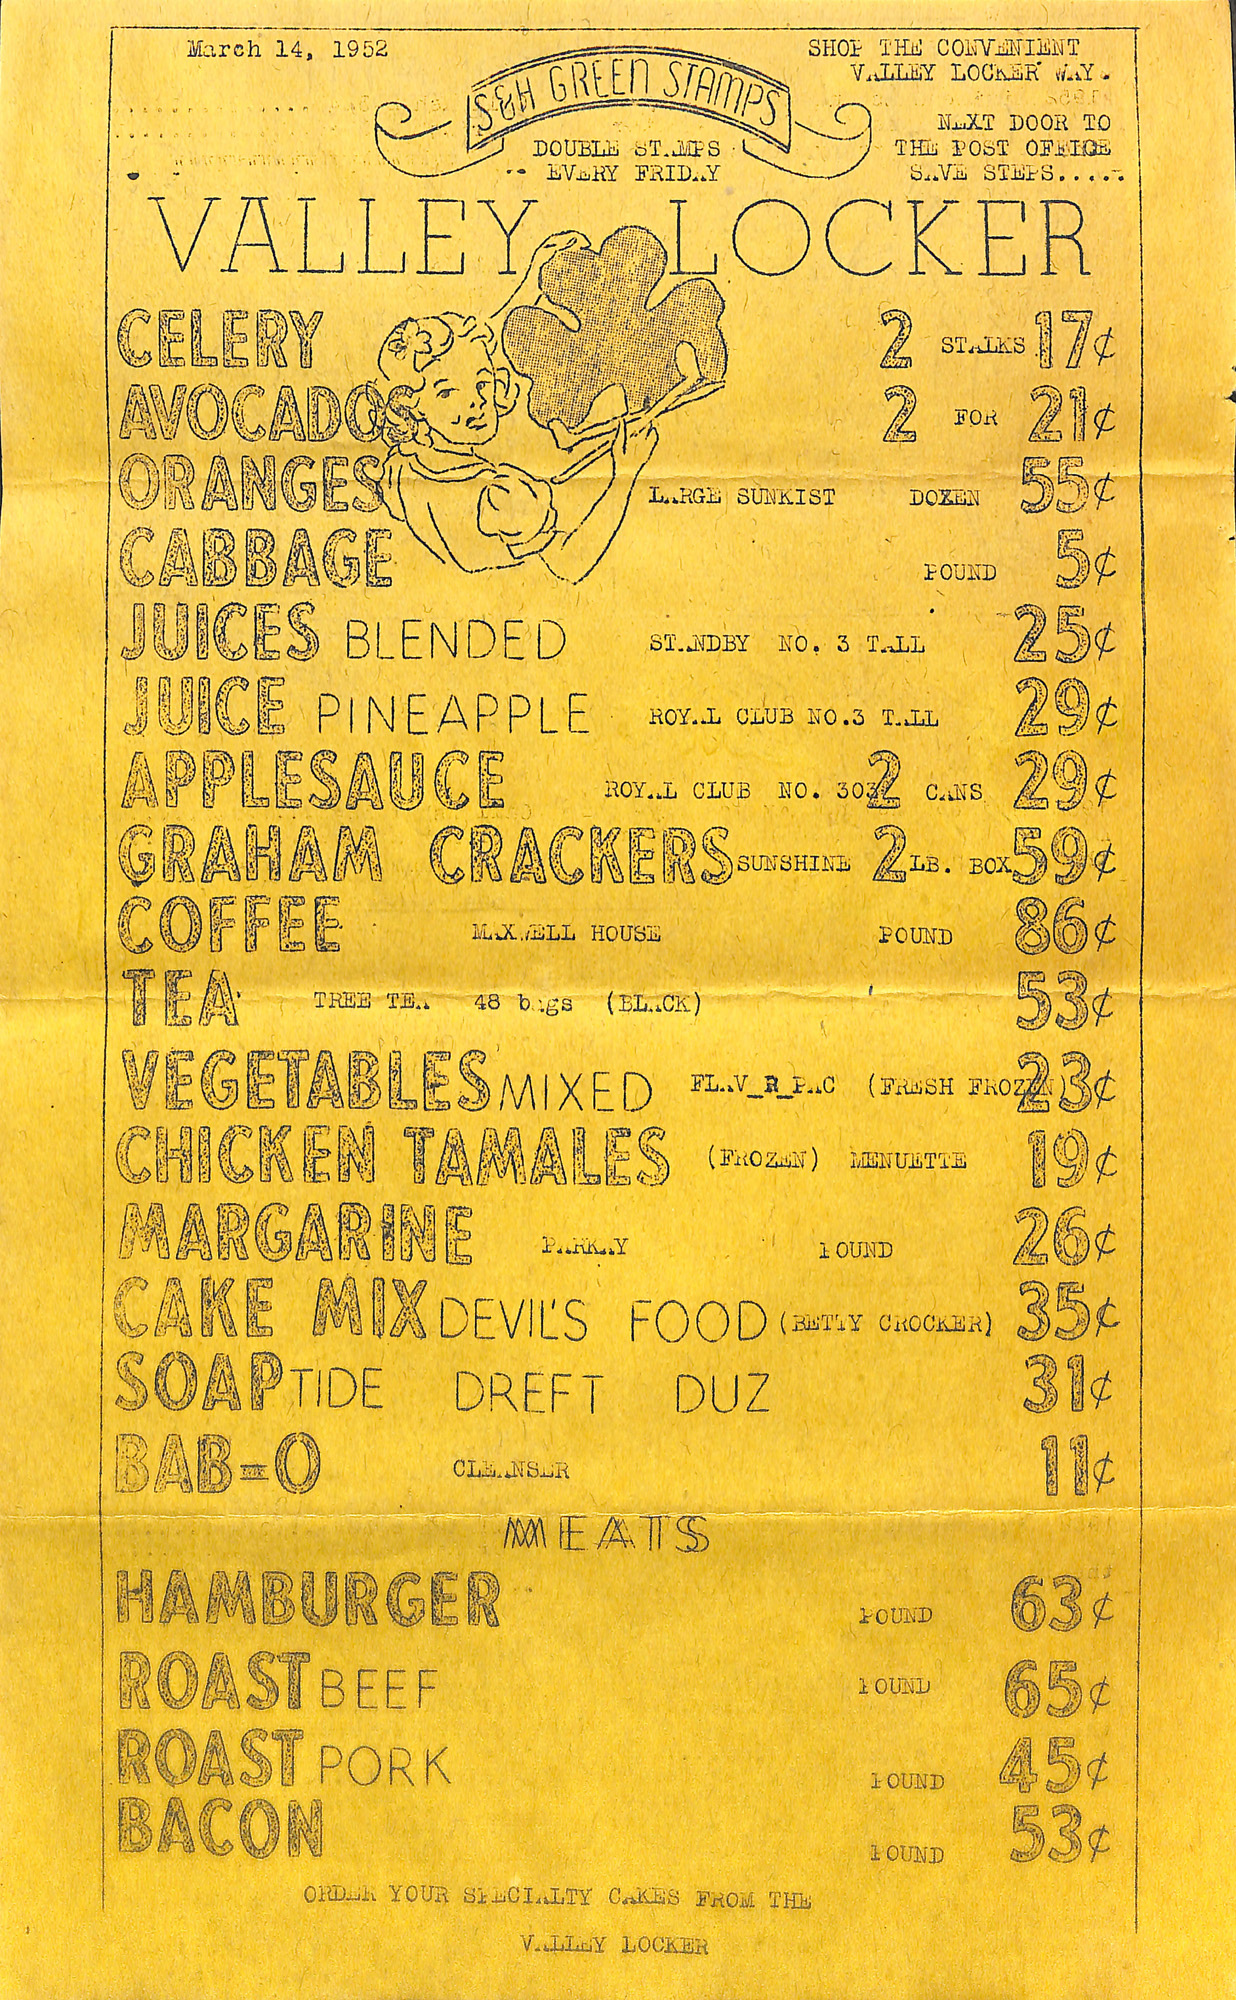 March 14, 1952
SHOP THE CONVENIENT
VALLEY LOCKER WAY.
S&H GREEN STAMPS
DOUBLE STAMPS
EVERY FRIDAY
NEXT DOOR TO
THE POST OFFICE
SAVE STEPS.....
VALLEY LOCKER
CELERY 2 STALKS 17¢
AVOCADOS 2 FOR 21¢
ORANGES LARGE SUNKIST DOZEN 55¢
CABBAGE POUND 5¢
JUICES BLENDED STANDBY NO. 3 TALL 25¢
JUICE PINEAPPLE ROYAL CLUB NO.3 TALL 29¢
APPLESAUCE ROYAL CLUB NO. 303 2 CANS 29¢
GRAHAM CRACKERS SUNSHINE 2 LB. BOX 59¢
COFFEE MAXWELL HOUSE POUND 86¢
TEA TREE TEA 48 bags (BLACK) 53¢
VEGETABLES MIXED FLAV_R_PAC (FRESH FROZEN) 23¢
CHICKEN TAMALES (FROZEN) MENUETTE 19¢
MARGARINE PARKAY POUND 26¢
CAKE MIX DEVIL'S FOOD (BETTY CROCKER) 35¢
SOAP TIDE DREFT DUZ 31¢
BAB=O CLEANSER 11¢
MEATS
HAMBURGER POUND 63¢
ROAST BEEF POUND 65¢
ROAST PORK POUND 45¢
BACON POUND 53¢
ORDER YOUR SPECIALTY CAKES FROM THE
VALLEY LOCKER